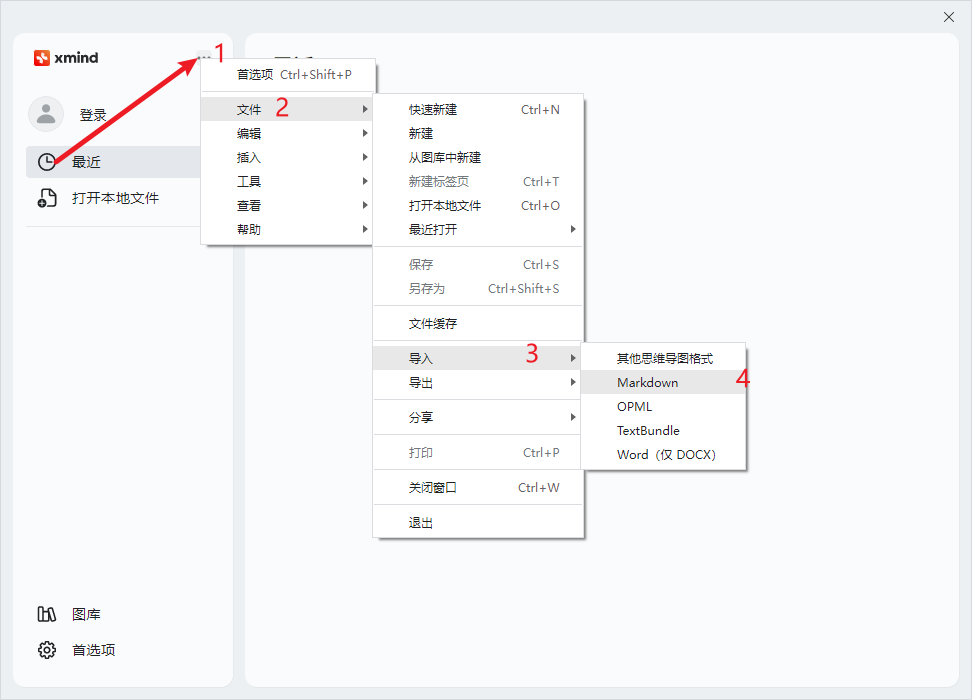 xmind
1
登录
最近
打开本地文件
图库
首选项
首选项 Ctrl+Shift+P
文件 2
编辑
插入
工具
查看
帮助
快速新建 Ctrl+N
新建
从图库中新建
新建标签页 Ctrl+T
打开本地文件 Ctrl+O
最近打开
保存 Ctrl+S
另存为 Ctrl+Shift+S
文件缓存
导入 3
导出
分享
打印 Ctrl+P
关闭窗口 Ctrl+W
退出
其他思维导图格式
Markdown 4
OPML
TextBundle
Word（仅 DOCX）